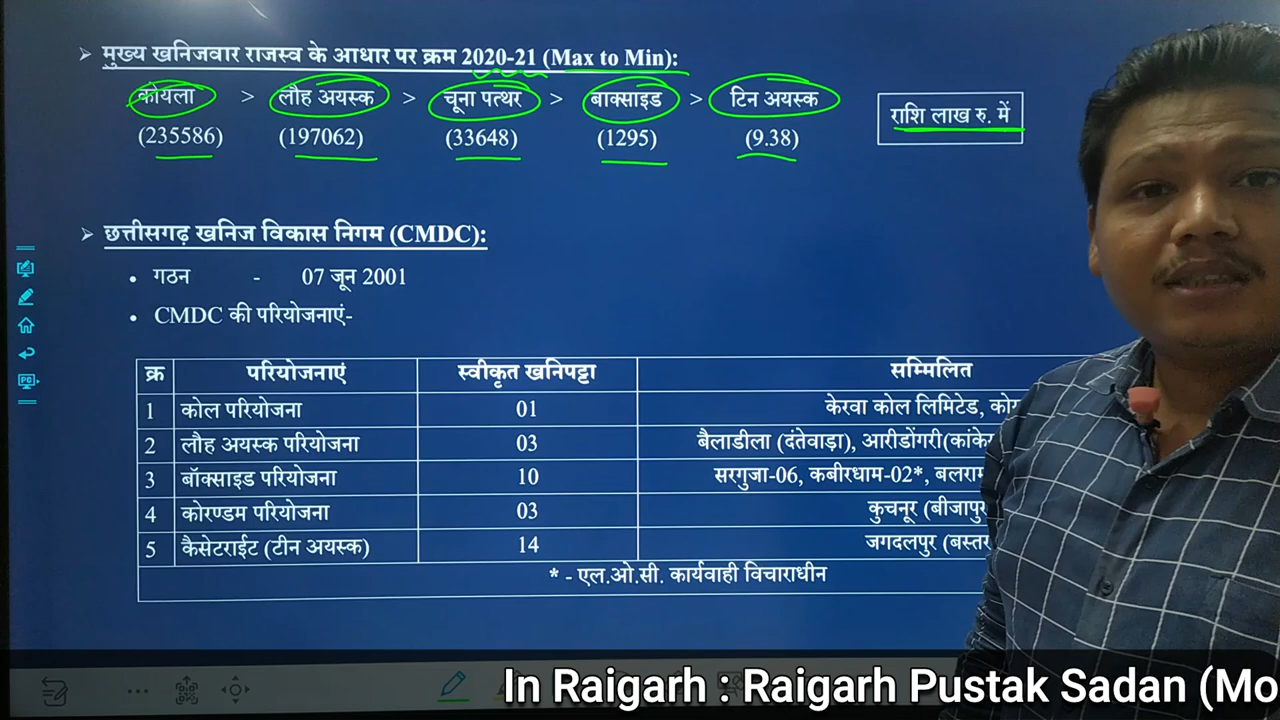 ➢ मुख्य खनिजवार राजस्व के आधार पर क्रम 2020-21 (Max to Min):
कोयला > लौह अयस्क > चूना पत्थर > बाक्साइड > टिन अयस्क
(235586) (197062) (33648) (1295) (9.38)
राशि लाख रु. में
➢ छत्तीसगढ़ खनिज विकास निगम (CMDC):
• गठन - 07 जून 2001
• CMDC की परियोजनाएं-
क्र परियोजनाएं स्वीकृत खनिपट्टा सम्मिलित
1 कोल परियोजना 01 केरवा कोल लिमिटेड,
2 लौह अयस्क परियोजना 03 बैलाडीला (दंतेवाड़ा), आरीडोंगरी
3 बॉक्साइड परियोजना 10 सरगुजा-06, कबीरधाम-02*,
4 कोरण्डम परियोजना 03 कुचनूर
5 कैसेटराईट (टीन अयस्क) 14 जगदलपुर
* - एल.ओ.सी. कार्यवाही विचाराधीन
In Raigarh : Raigarh Pustak Sadan (Mo